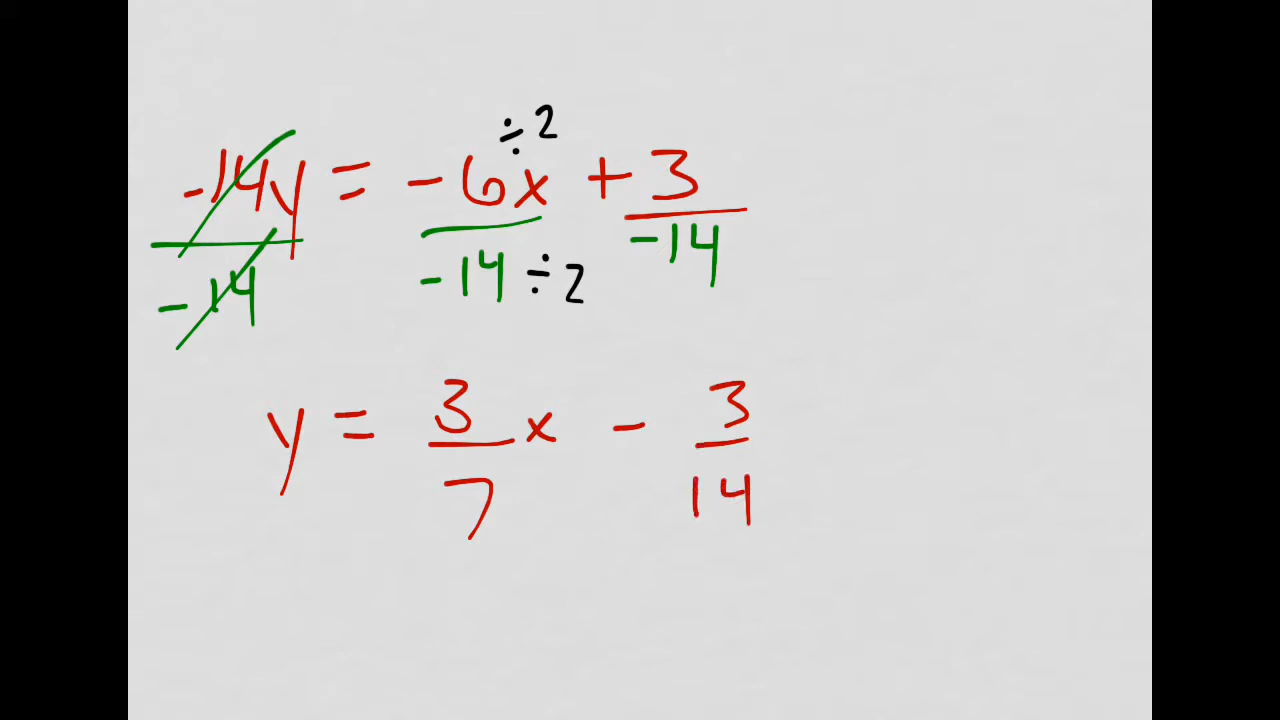 ÷2
-14y = -6x + 3
-14 -14 ÷2 -14
y = 3/7 x - 3/14